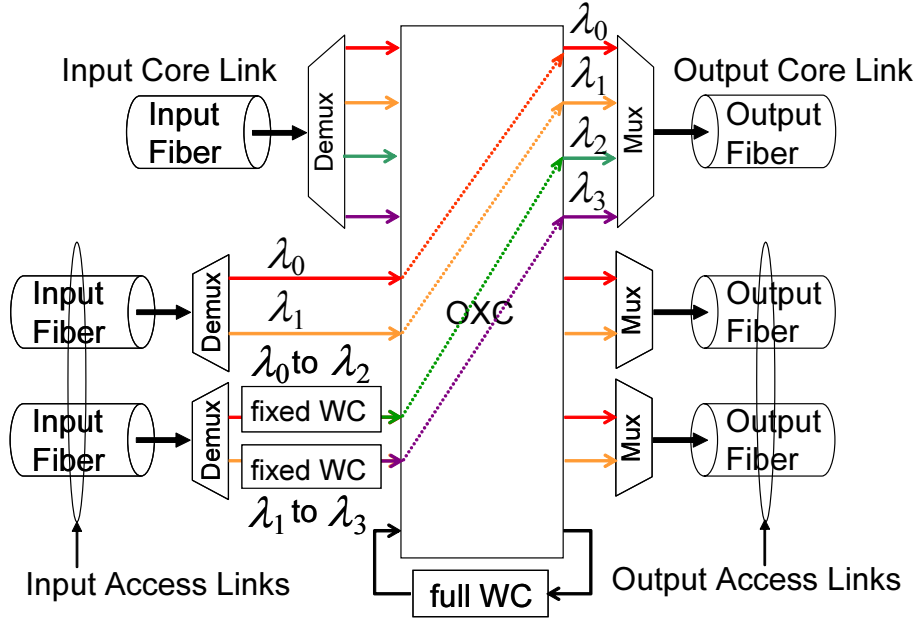 λ0
Input Core Link
λ1
Output Core Link
Input
Fiber
Demux
λ2
Mux
Output
Fiber
λ3
Input
Fiber
Demux
λ0
λ1
OXC
Mux
Output
Fiber
λ0 to λ2
Input
Fiber
Demux
fixed WC
fixed WC
Mux
Output
Fiber
λ1 to λ3
Input Access Links
full WC
Output Access Links